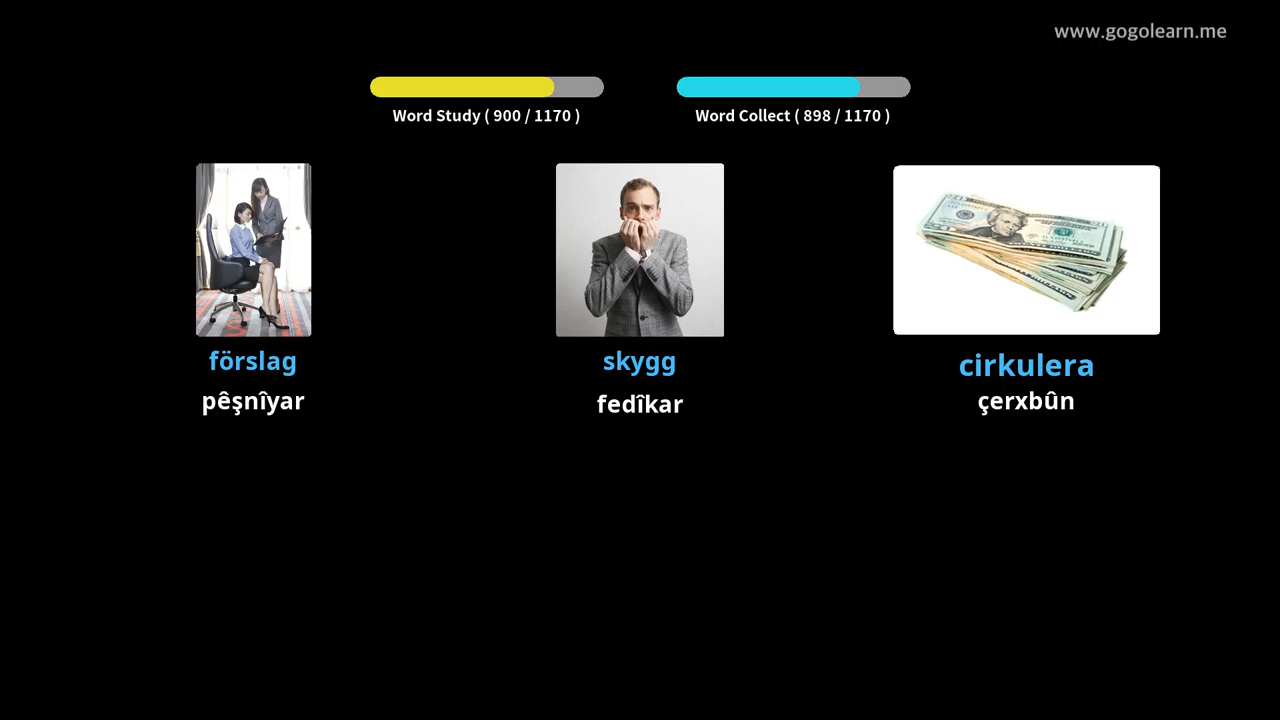 www.gogolearn.me
Word Study ( 900 / 1170 )
Word Collect ( 898 / 1170 )
förslag
skygg
cirkulera
pêşnîyar
fedîkar
çerxbûn